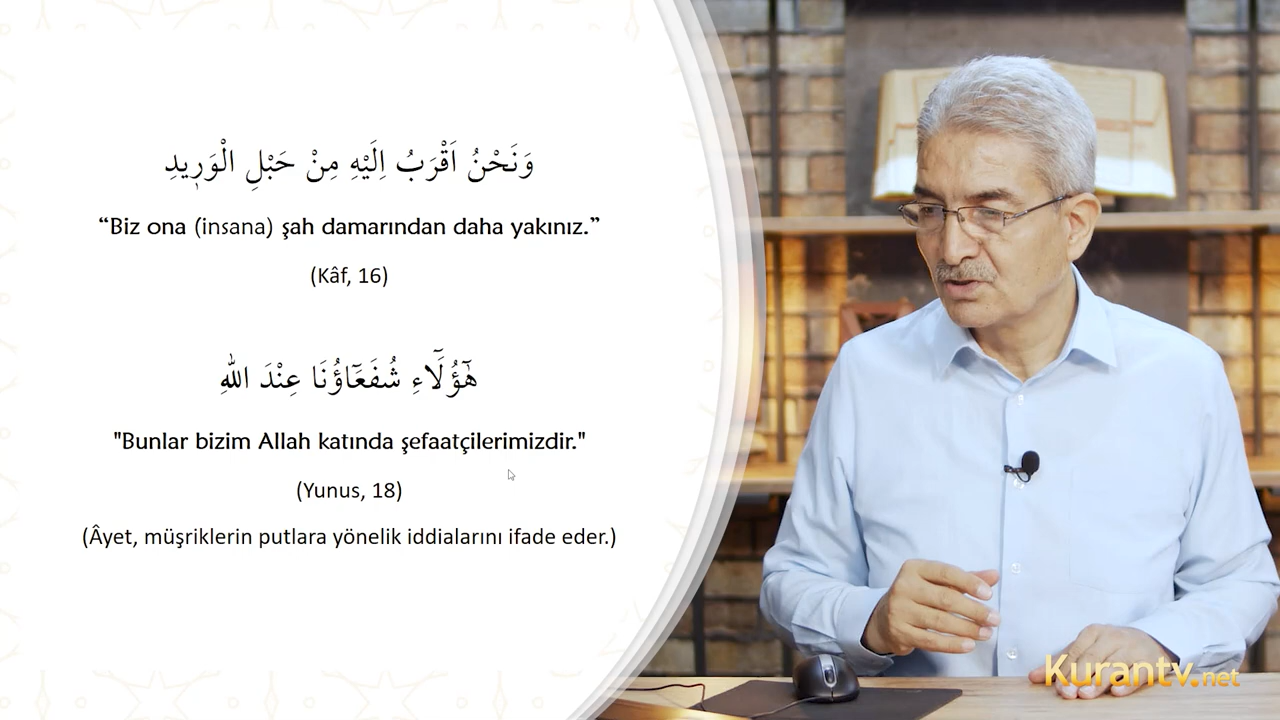 وَنَحْنُ اَقْرَبُ اِلَيْهِ مِنْ حَبْلِ الْوَر۪يدِ
“Biz ona (insana) şah damarından daha yakınız.”
(Kâf, 16)
هٰٓؤُ۬لَٓاءِ شُفَعَٓاؤُ۬نَا عِنْدَ اللّٰهِ
"Bunlar bizim Allah katında şefaatçilerimizdir."
(Yunus, 18)
(Âyet, müşriklerin putlara yönelik iddialarını ifade eder.)
Kurantv.net